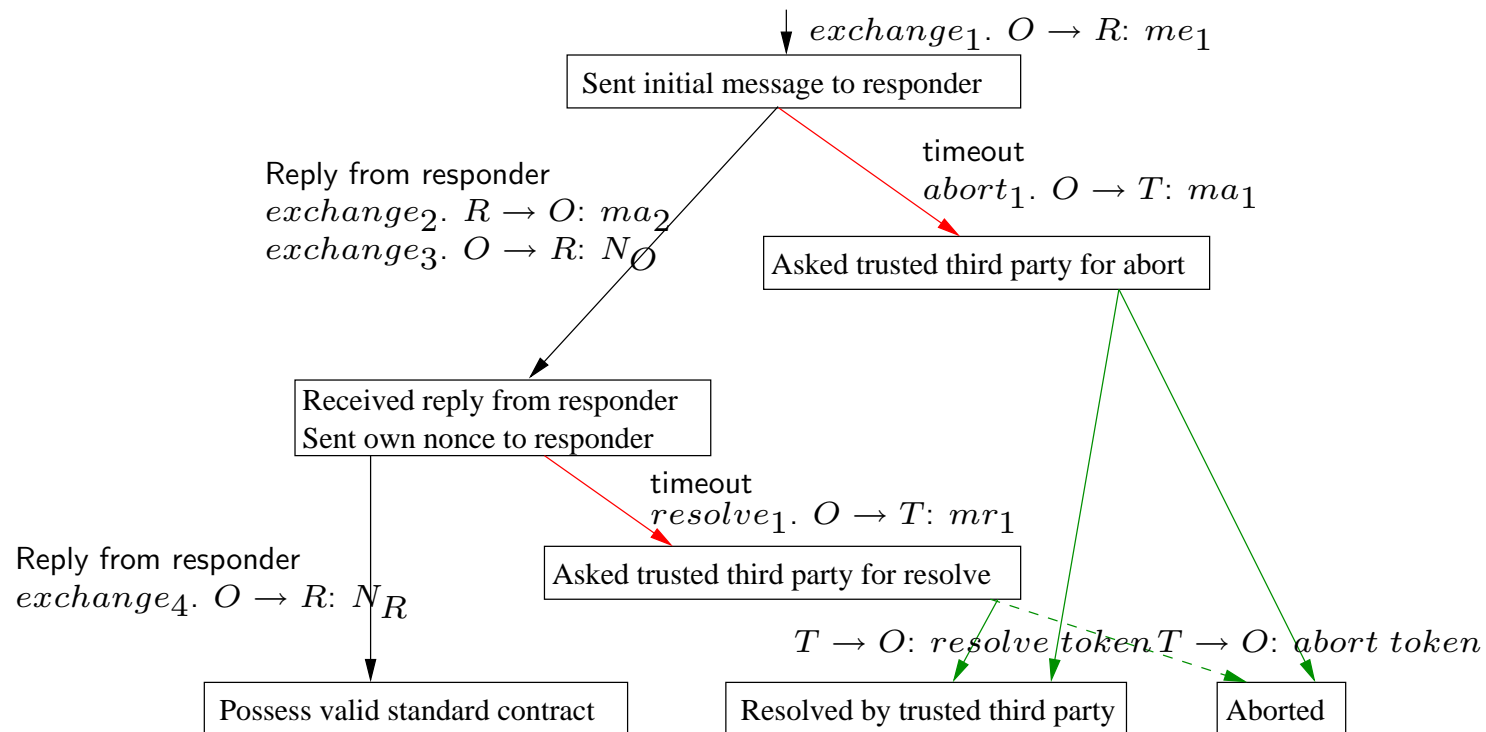 exchange₁. O → R: me₁
Sent initial message to responder
timeout
abort₁. O → T: ma₁
Reply from responder
exchange₂. R → O: ma₂
exchange₃. O → R: N_O
Asked trusted third party for abort
Received reply from responder
Sent own nonce to responder
timeout
resolve₁. O → T: mr₁
Reply from responder
exchange₄. O → R: N_R
Asked trusted third party for resolve
T → O: resolve token
T → O: abort token
Possess valid standard contract
Resolved by trusted third party
Aborted